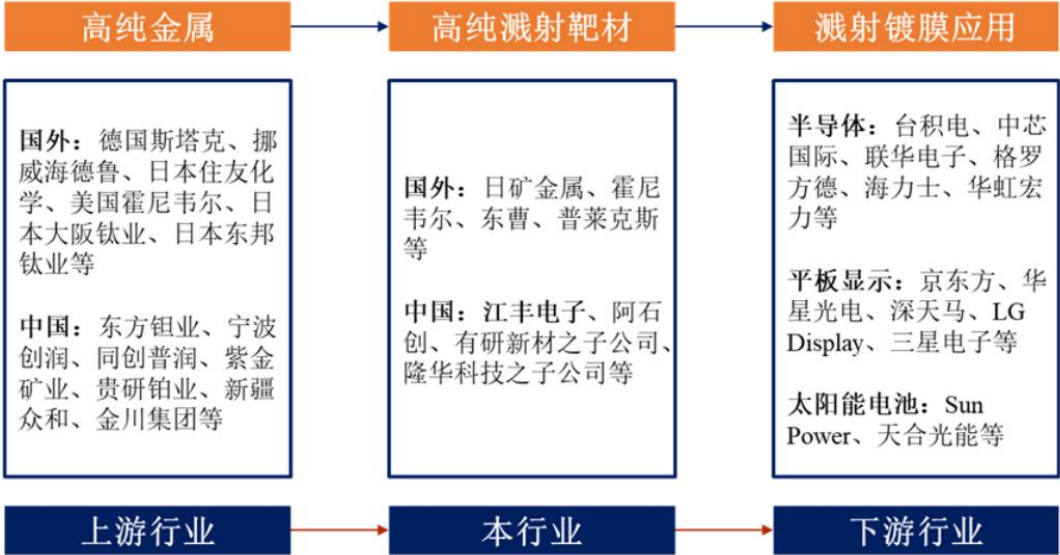 高纯金属
高纯溅射靶材
溅射镀膜应用
国外：德国斯塔克、挪
威海德鲁、日本住友化
学、美国霍尼韦尔、日
本大阪钛业、日本东邦
钛业等
中国：东方钽业、宁波
创润、同创普润、紫金
矿业、贵研铂业、新疆
众和、金川集团等
国外：日矿金属、霍尼
韦尔、东曹、普莱克斯
等
中国：江丰电子、阿石
创、有研新材之子公司、
隆华科技之子公司等
半导体：台积电、中芯
国际、联华电子、格罗
方德、海力士、华虹宏
力等
平板显示：京东方、华
星光电、深天马、LG
Display、三星电子等
太阳能电池：Sun
Power、天合光能等
上游行业
本行业
下游行业